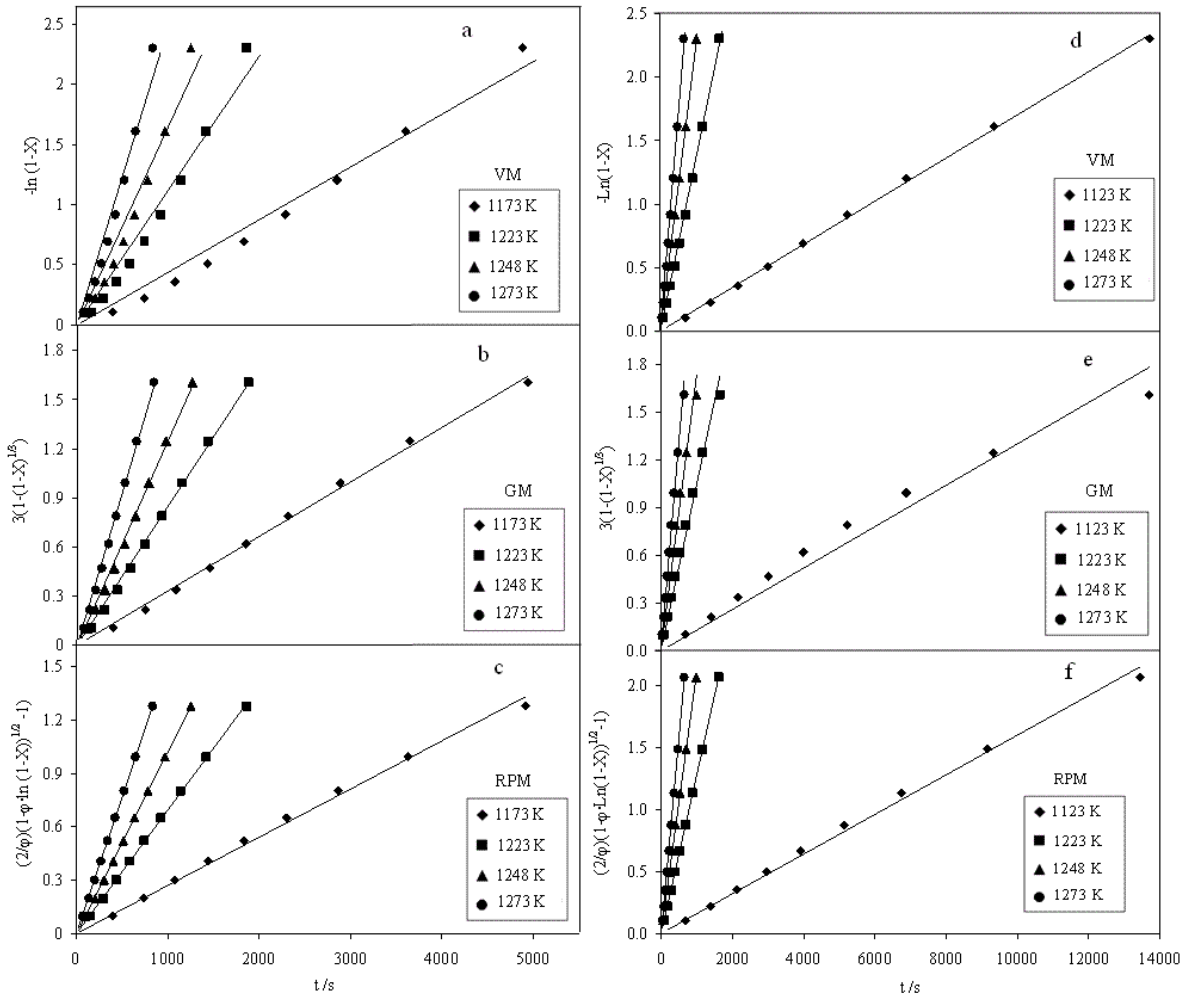 a
2.5
2
1.5
1
0.5
0
-ln (1-X)
VM
1173 K
1223 K
1248 K
1273 K
b
1.8
1.5
1.2
0.9
0.6
0.3
0
3(1-(1-X)^1/3)
GM
1173 K
1223 K
1248 K
1273 K
c
1.5
1.2
0.9
0.6
0.3
0
(2/φ)(1-φ·ln (1-X))^1/2 -1)
RPM
1173 K
1223 K
1248 K
1273 K
0 1000 2000 3000 4000 5000
t /s
d
2.5
2.0
1.5
1.0
0.5
0.0
-Ln(1-X)
VM
1123 K
1223 K
1248 K
1273 K
e
1.8
1.5
1.2
0.9
0.6
0.3
0.0
3(1-(1-X)^1/3)
GM
1123 K
1223 K
1248 K
1273 K
f
2.0
1.5
1.0
0.5
0.0
((2/φ)(1-φ·Ln(1-X))^1/2 -1)
RPM
1123 K
1223 K
1248 K
1273 K
0 2000 4000 6000 8000 10000 12000 14000
t /s